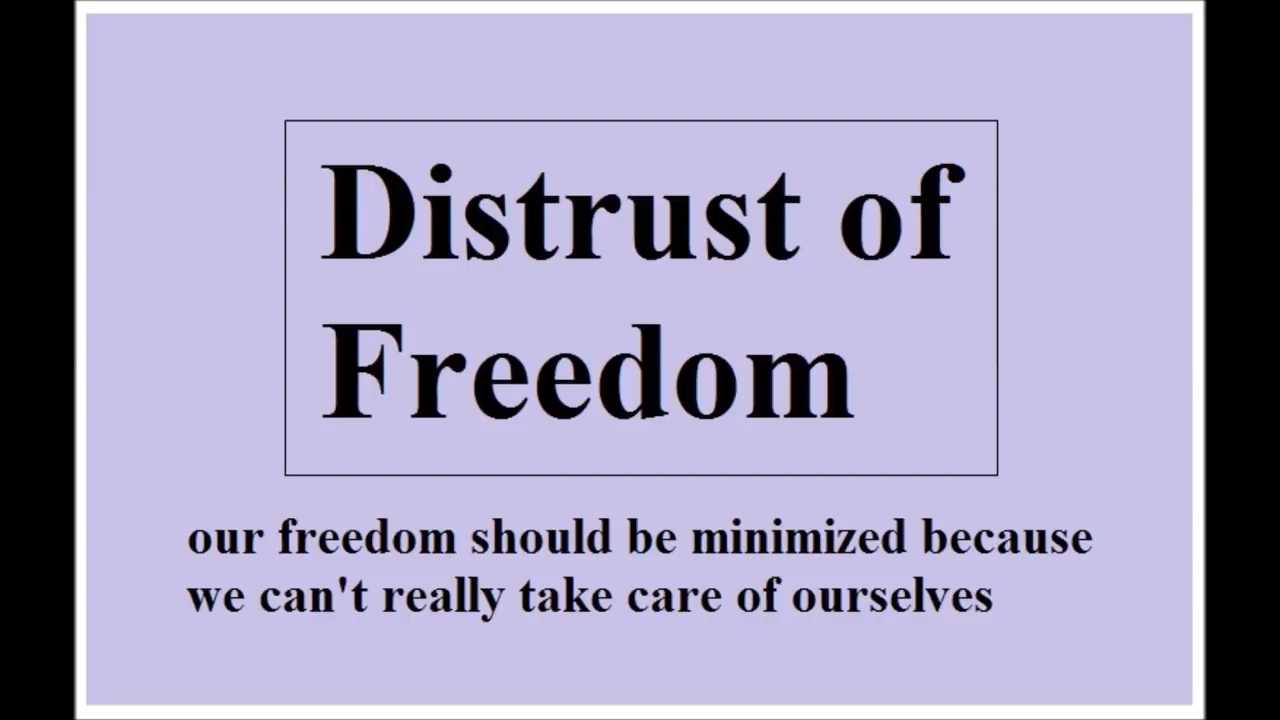 Distrust of
Freedom
our freedom should be minimized because
we can't really take care of ourselves